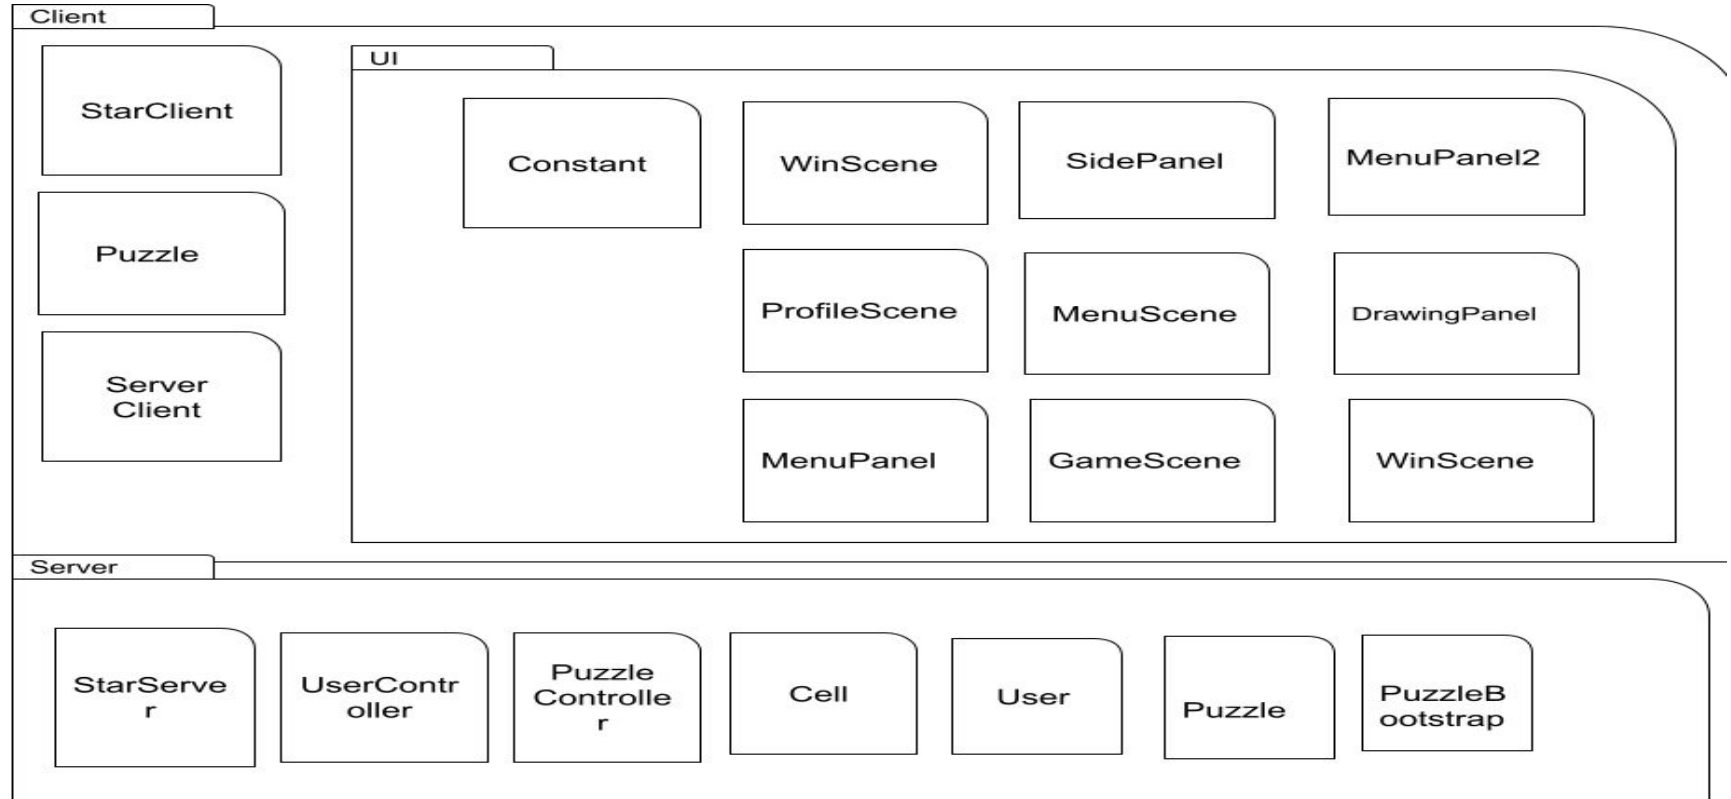 Client
StarClient
Puzzle
Server
Client
UI
Constant
WinScene
SidePanel
MenuPanel2
ProfileScene
MenuScene
DrawingPanel
MenuPanel
GameScene
WinScene
Server
StarServe
r
UserContr
oller
Puzzle
Controlle
r
Cell
User
Puzzle
PuzzleB
ootstrap